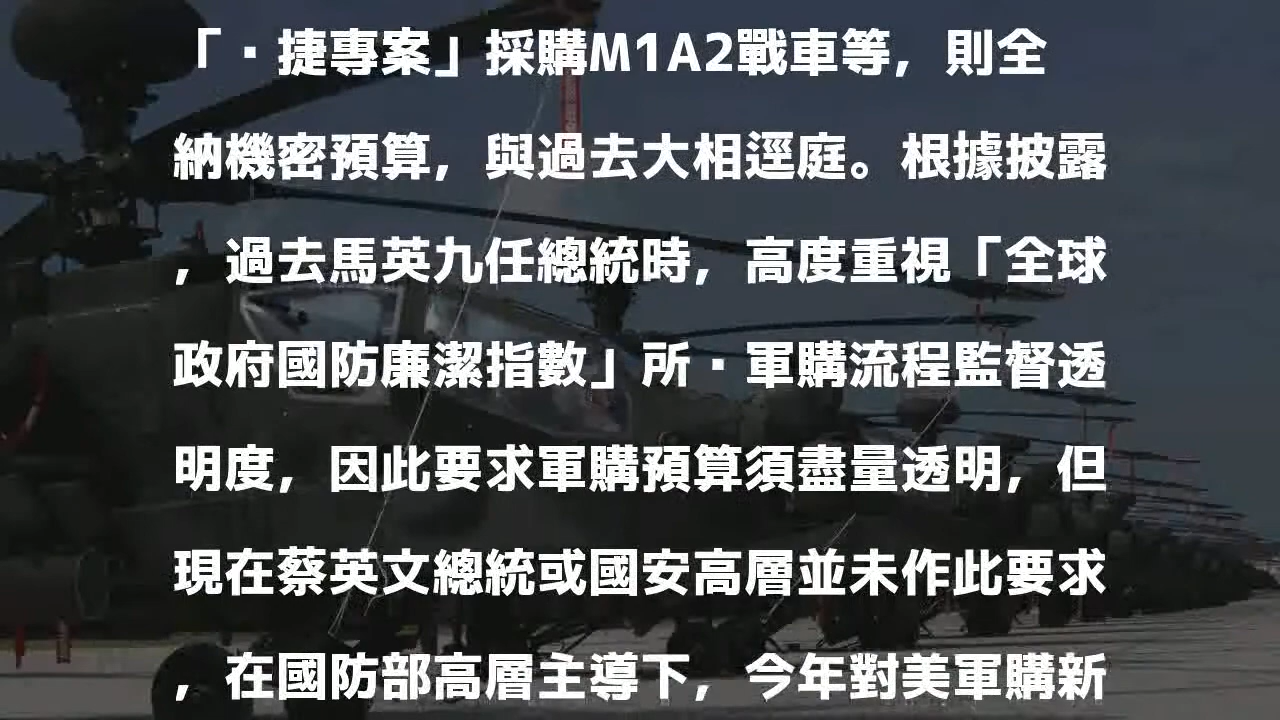 「·捷專案」採購M1A2戰車等，則全
納機密預算，與過去大相逕庭。根據披露
，過去馬英九任總統時，高度重視「全球
政府國防廉潔指數」所·軍購流程監督透
明度，因此要求軍購預算須盡量透明，但
現在蔡英文總統或國安高層並未作此要求
，在國防部高層主導下，今年對美軍購新